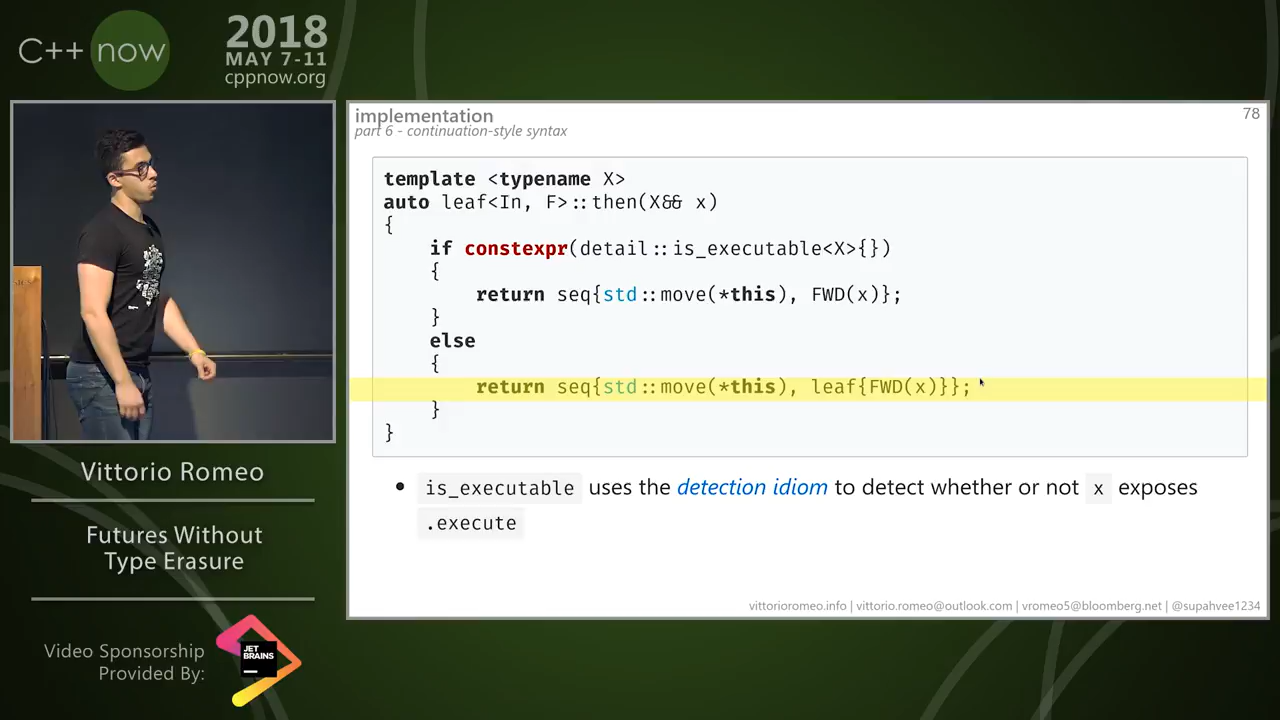 C++ now
2018
MAY 7-11
cppnow.org
implementation
78
part 6 - continuation-style syntax
template <typename X>
auto leaf<In, F>::then(X&& x)
{
if constexpr(detail::is_executable<X>{})
{
return seq{std::move(*this), FWD(x)};
}
else
{
return seq{std::move(*this), leaf{FWD(x)}};
}
}
• is_executable uses the detection idiom to detect whether or not x exposes
.execute
vittorioromeo.info | vittorio.romeo@outlook.com | vromeo5@bloomberg.net | @supahvee1234
Vittorio Romeo
Futures Without
Type Erasure
Video Sponsorship
Provided By:
JET
BRAINS